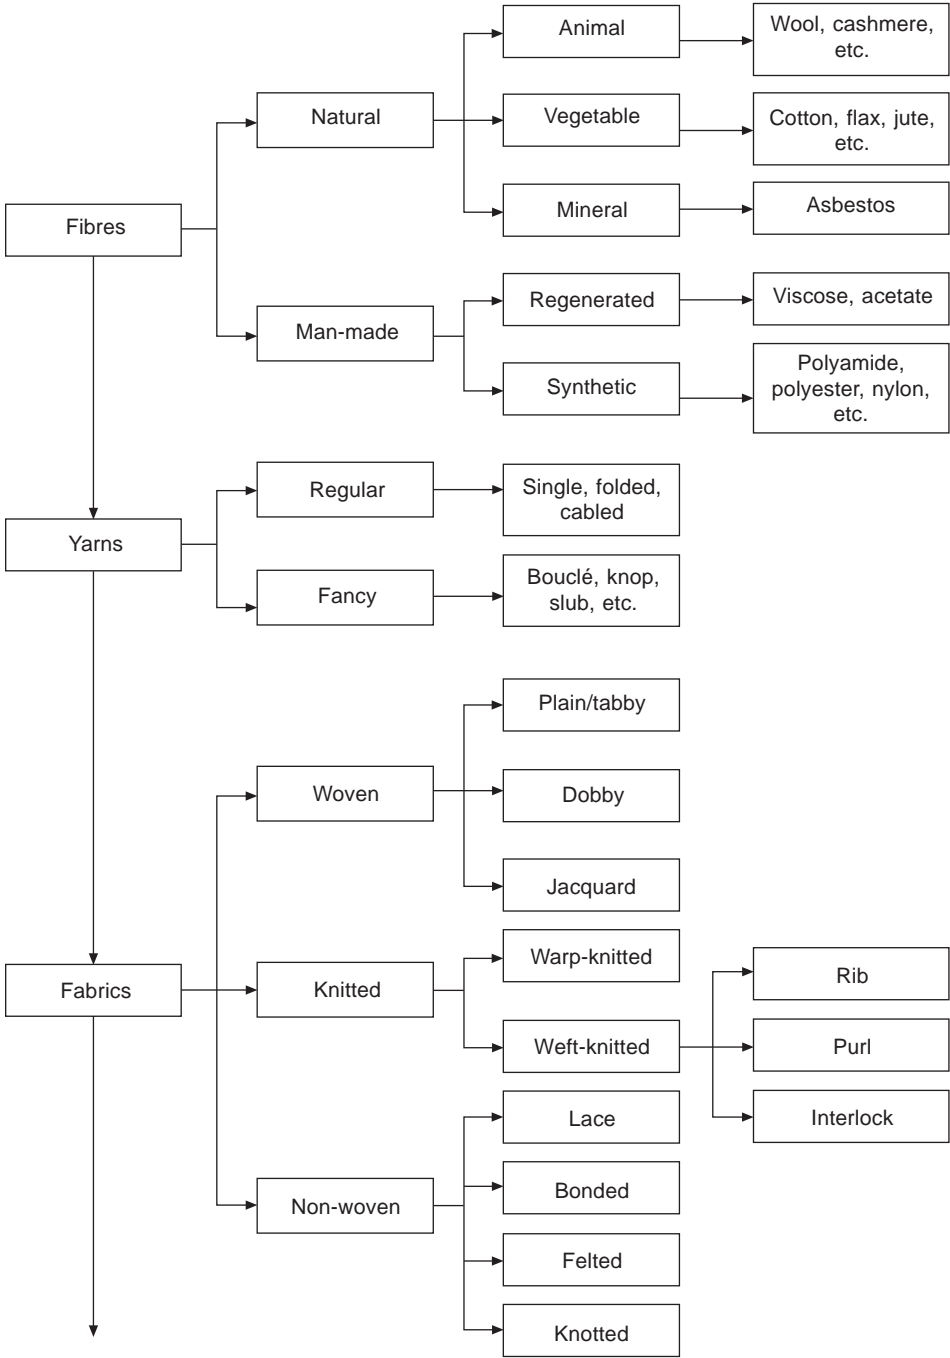 Animal
Wool, cashmere,
etc.
Natural
Vegetable
Cotton, flax, jute,
etc.
Mineral
Asbestos
Fibres
Regenerated
Viscose, acetate
Man-made
Synthetic
Polyamide,
polyester, nylon,
etc.
Regular
Single, folded,
cabled
Yarns
Fancy
Bouclé, knop,
slub, etc.
Plain/tabby
Woven
Dobby
Jacquard
Warp-knitted
Fabrics
Knitted
Rib
Weft-knitted
Purl
Interlock
Lace
Non-woven
Bonded
Felted
Knotted